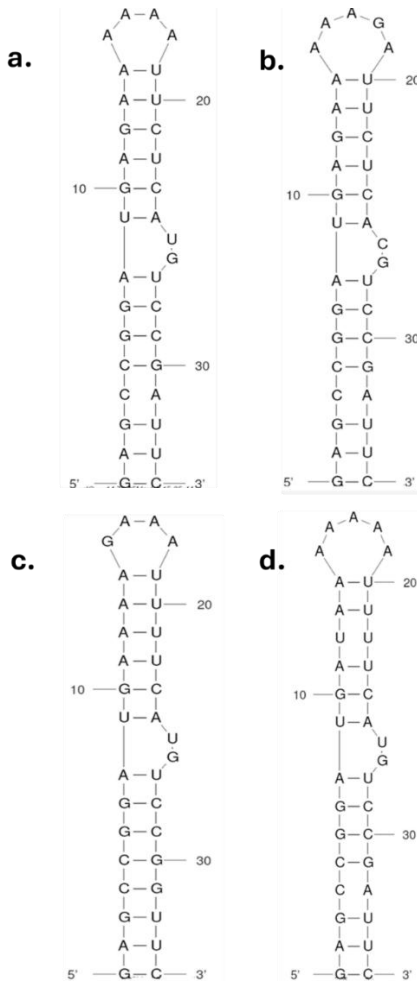 a.
A A
A A
A U
A U 20
G C
A U
10 G C
U A
U
G
A U
G C
G C
C G 30
C A
G U
A U
5' G C 3'
b.
A G
A A
A
A U 20
A U
G C
A U
10 G C
U A
C
G
A U
G C
G C 30
C G
C A
G U
A U
5' G C 3'
c.
A A
G A
A U
A U 20
A U
A U
10 G C
U A
U
G
A U
G C
G C
C G 30
C G
G U
A U
5' G C 3'
d.
A A A
A A
A U 20
A U
U U
A U
10 G C
U A
U
G
A U
G C
G C 30
C G
C A
G U
A U
5' G C 3'